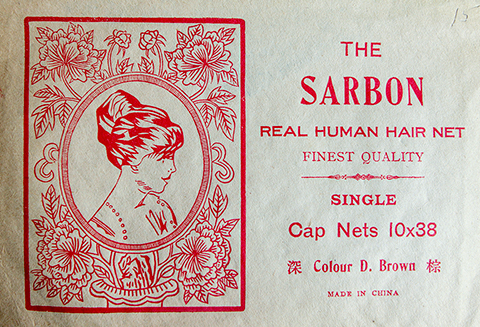 15
THE
SARBON
REAL HUMAN HAIR NET
FINEST QUALITY
SINGLE
Cap Nets 10x38
深 Colour D. Brown 棕
MADE IN CHINA